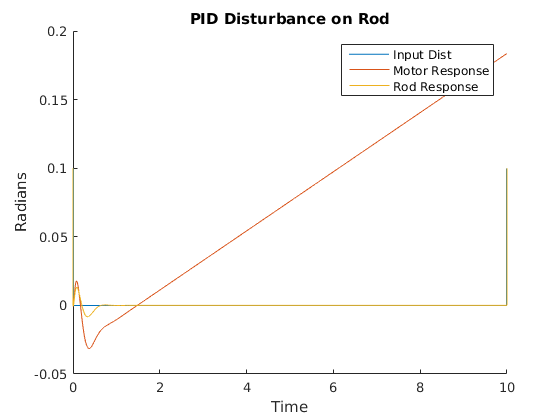 PID Disturbance on Rod
0.2
Input Dist
Motor Response
Rod Response
0.15
0.1
0.05
0
-0.05
Radians
0 2 4 6 8 10
Time